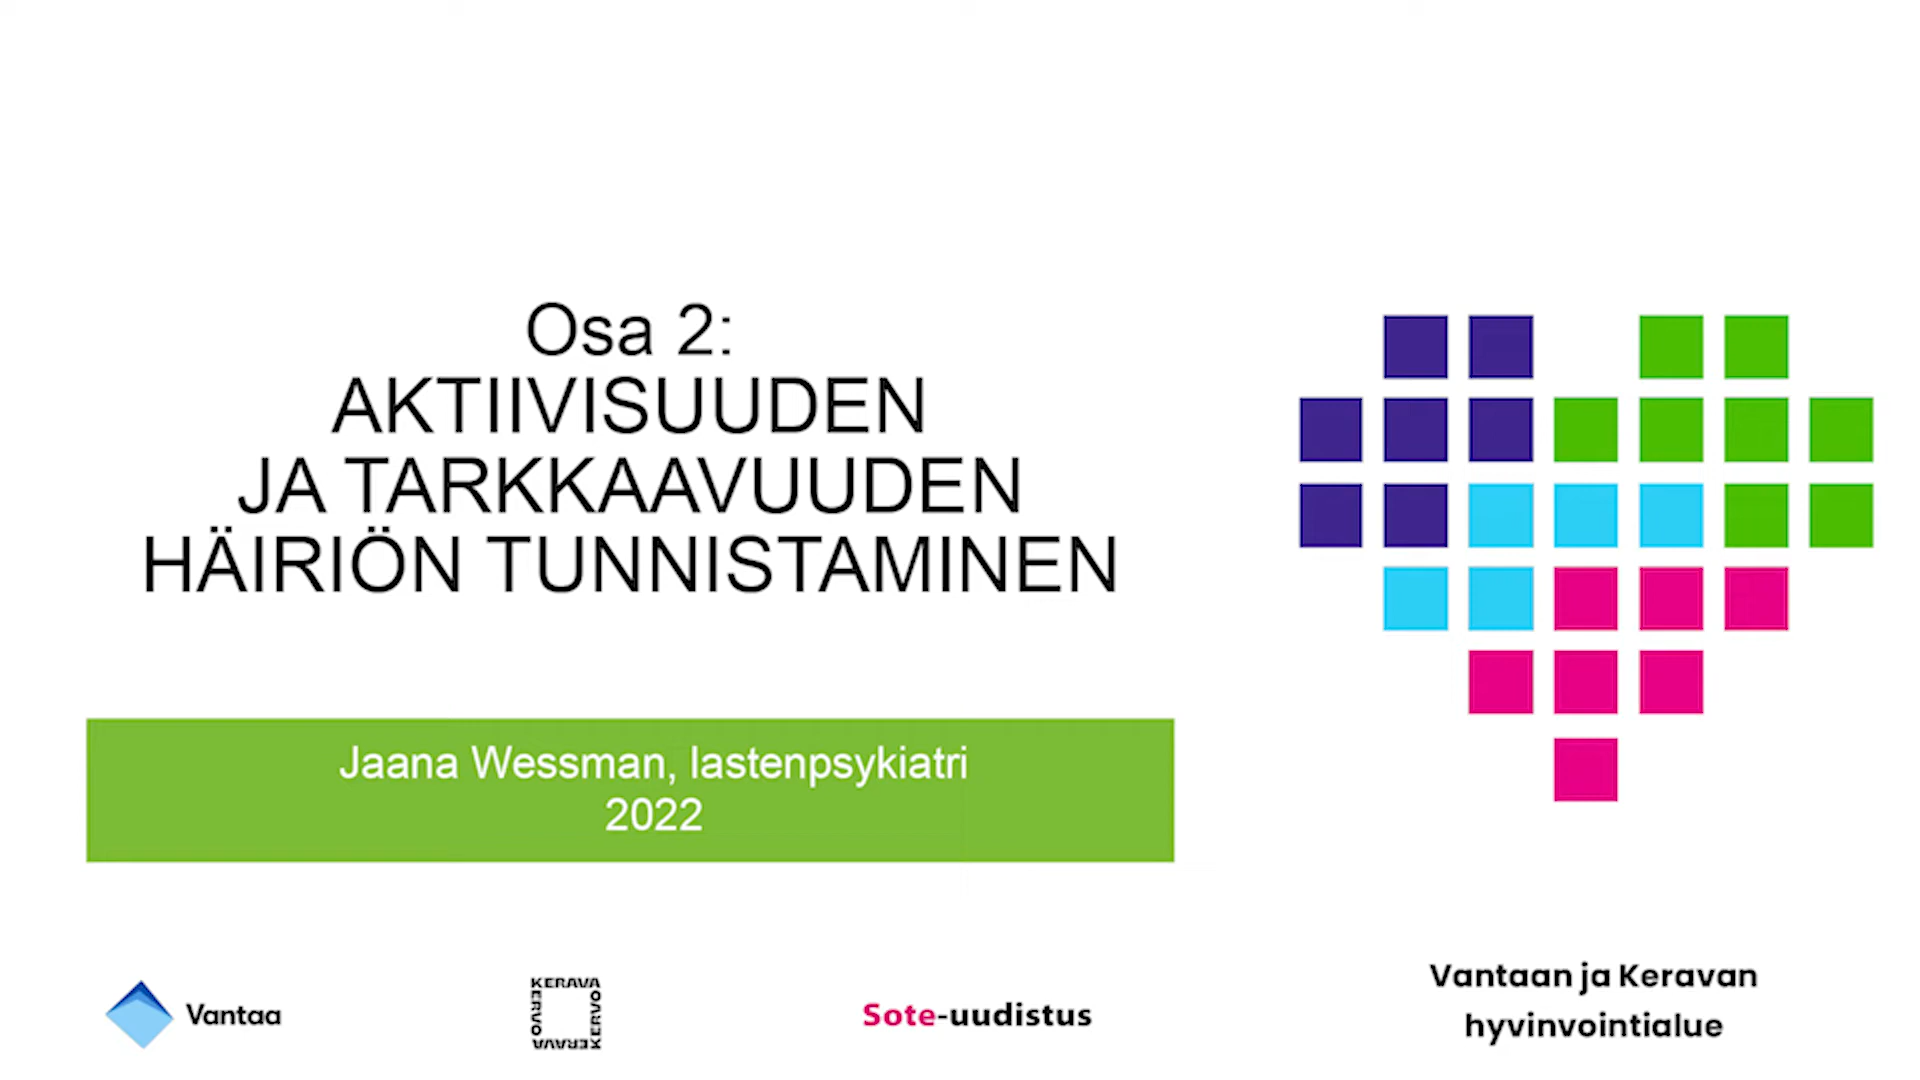 Osa 2:
AKTIIVISUUDEN
JA TARKKAAVUUDEN
HÄIRIÖN TUNNISTAMINEN
Jaana Wessman, lastenpsykiatri
2022
Vantaa
KERAVA
KERVO
KERAVA
KERVO
Sote-uudistus
Vantaan ja Keravan
hyvinvointialue